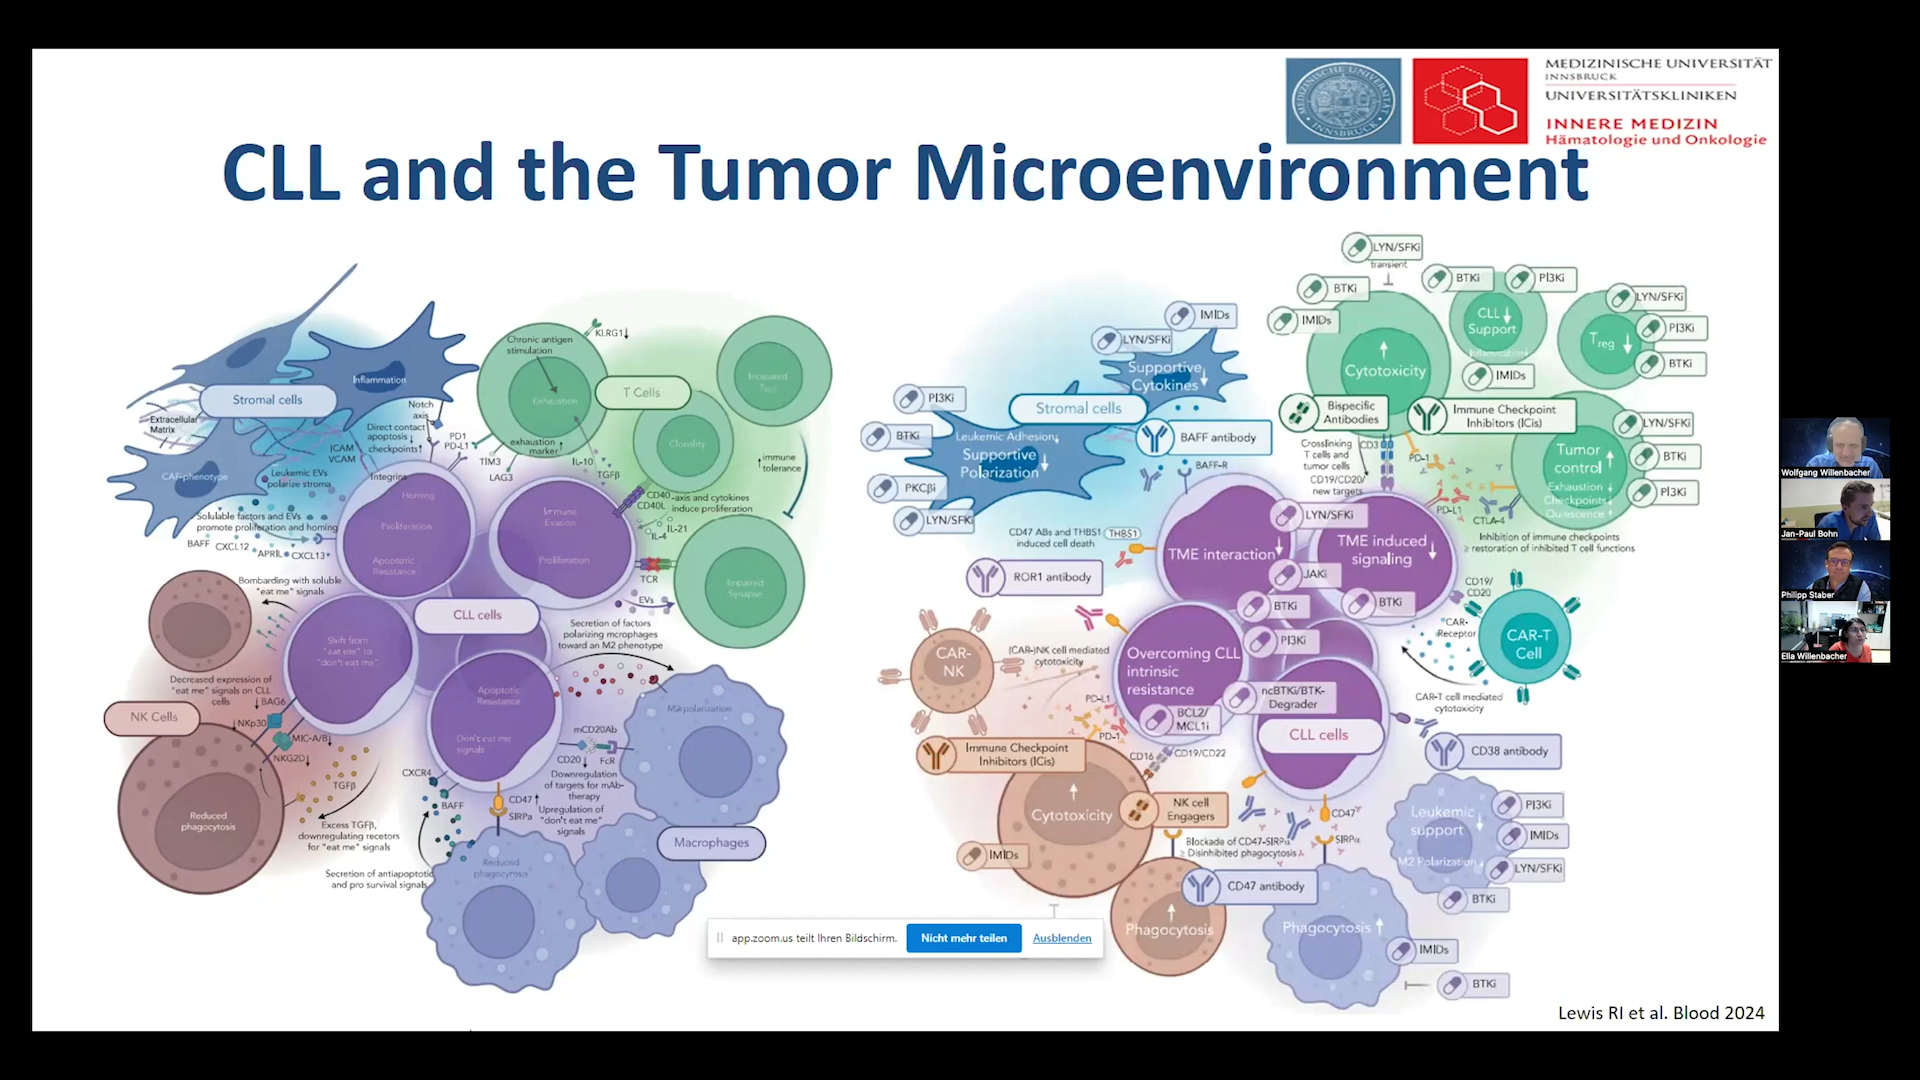 MEDIZINISCHE UNIVERSITÄT
INNSBRUCK
UNIVERSITÄTSKLINIKEN
INNERE MEDIZIN
Hämatologie und Onkologie
CLL and the Tumor Microenvironment
Stromal cells
Inflammation
Extracellular
Matrix
CAF-phenotype
Notch
axis
Direct contact
apoptosis
checkpoints↑
ICAM
VCAM
Leukemic EVs
polarize stroma
Integrins
Solulable factors and EVs
promote proliferation and homing
BAFF CXCL12 APRIL CXCL13
PD1
PD-L1
TIM3
LAG3
exhaustion
marker↑
Chronic antigen
stimulation
Exhaustion
KLRG1↓
T Cells
Increased
Clonality
↑immune
tolerance
IL-10
TGFβ
CD40 -axis and cytokines
CD40L induce proliferation
IL-21
IL-4
TCR
Impaired
Synapse
EVs
Homing
Proliferation
Apoptotic
Resistance
Immune
Evasion
Proliferation
CLL cells
Bombarding with soluble
"eat me" signals
Shift from
"eat me" to
"don't eat me"
Decreased expression of
"eat me" signals on CLL
cells
↓BAG6
NK Cells
↓NKp30
MIC-A/B↓
NKG2D↓
TGFβ
Reduced
phagocytosis
Excess TGFβ,
downregulating recetors
for "eat me" signals
Secretion of factors
polarizing mcrophages
toward an M2 phenotype
Apoptotic
Resistance
Don't eat me
signals
M2-polarization
mCD20Ab
CD20↓ FcR
Downregulation
of targets for mAb-
therapy
CXCR4
BAFF
CD47↑
SIRPa
Upregulation of
"don't eat me"
signals
Secretion of antiapoptotic
and pro survival signals
Reduced
phagocytosis
Macrophages
LYN/SFKi
transient
BTKi
IMIDs
↑
Cytotoxicity
BTKi
PI3Ki
CLL↓
Support
Inflammation↓
IMIDs
LYN/SFKi
PI3Ki
BTKi
Treg↓
IMIDs
LYN/SFKi
Supportive
Cytokines↓
PI3Ki
BTKi
PKCβi
LYN/SFKi
Stromal cells
Leukemic Adhesion↓
Supportive
Polarization↓
BAFF antibody
BAFF-R
Bispecific
Antibodies
Immune Checkpoint
Inhibitors (ICis)
Crosslinking
T cells and
tumor cells
CD19/CD20/
new targets
CD3
PD-1
PD-L1
CTLA-4
Tumor
control↑
Exhaustion↓
Checkpoints↓
Quiescence↑
LYN/SFKi
BTKi
PI3Ki
Inhibition of immune checkpoints
≥ restoration of inhibited T cell functions
CD47 ABs and THBS1
induced cell death
THBS1
ROR1 antibody
TME interaction↓
TME induced
signaling↓
LYN/SFKi
JAKi
BTKi
BTKi
PI3Ki
CD19/
CD20
CAR-
Receptor
CAR-T
Cell
CAR-T cell mediated
cytotoxicity
CAR-
NK
(CAR-)NK cell mediated
cytotoxicity
Overcoming CLL
intrinsic
resistance
BCL2/
MCL1i
ncBTKi/BTK-
Degrader
CLL cells
CD38 antibody
PD-L1
PD-1
Immune Checkpoint
Inhibitors (ICis)
CD16
CD19/CD22
↑
Cytotoxicity
NK cell
Engagers
IMIDs
Blockade of CD47-SIRPα
≥ Disinhibited phagocytosis
CD47
SIRPα
CD47 antibody
Leukemic
support↓
M2 Polarization↓
PI3Ki
IMIDs
LYN/SFKi
BTKi
↑
Phagocytosis
Phagocytosis↑
IMIDs
BTKi
app.zoom.us teilt Ihren Bildschirm.
Nicht mehr teilen
Ausblenden
Lewis RI et al. Blood 2024
Wolfgang Willenbacher
Jan-Paul Bohn
Philipp Staber
Ella Willenbacher